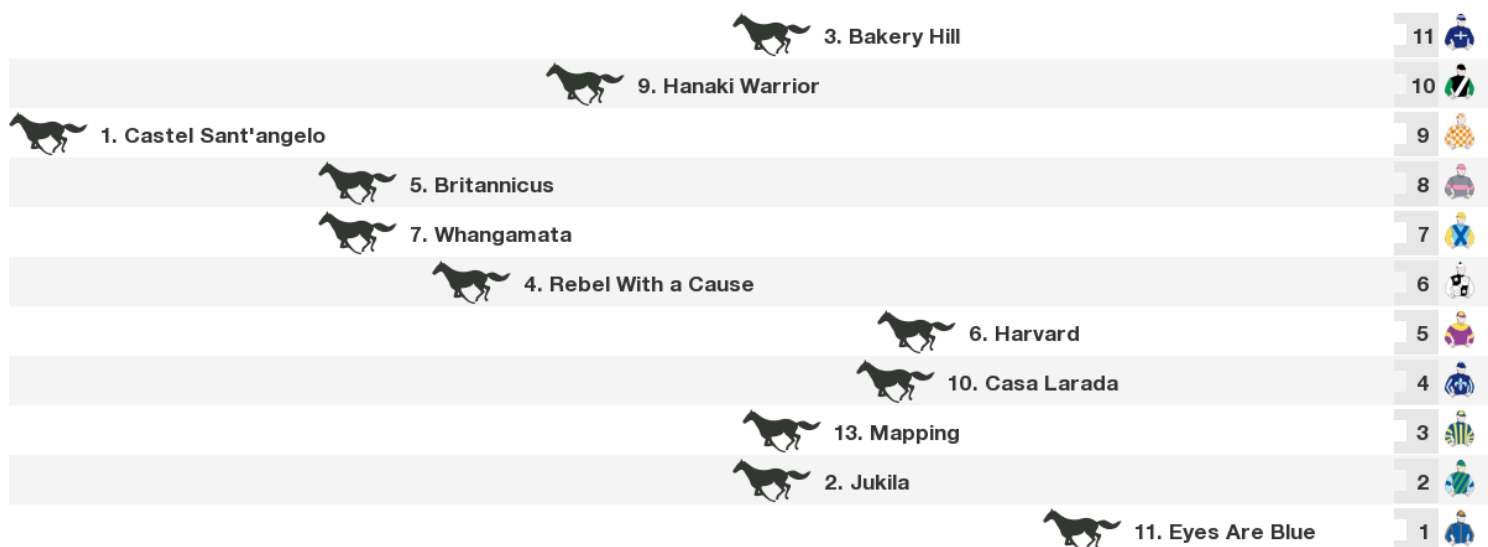 3. Bakery Hill 11
9. Hanaki Warrior 10
1. Castel Sant'angelo 9
5. Britannicus 8
7. Whangamata 7
4. Rebel With a Cause 6
6. Harvard 5
10. Casa Larada 4
13. Mapping 3
2. Jukila 2
11. Eyes Are Blue 1